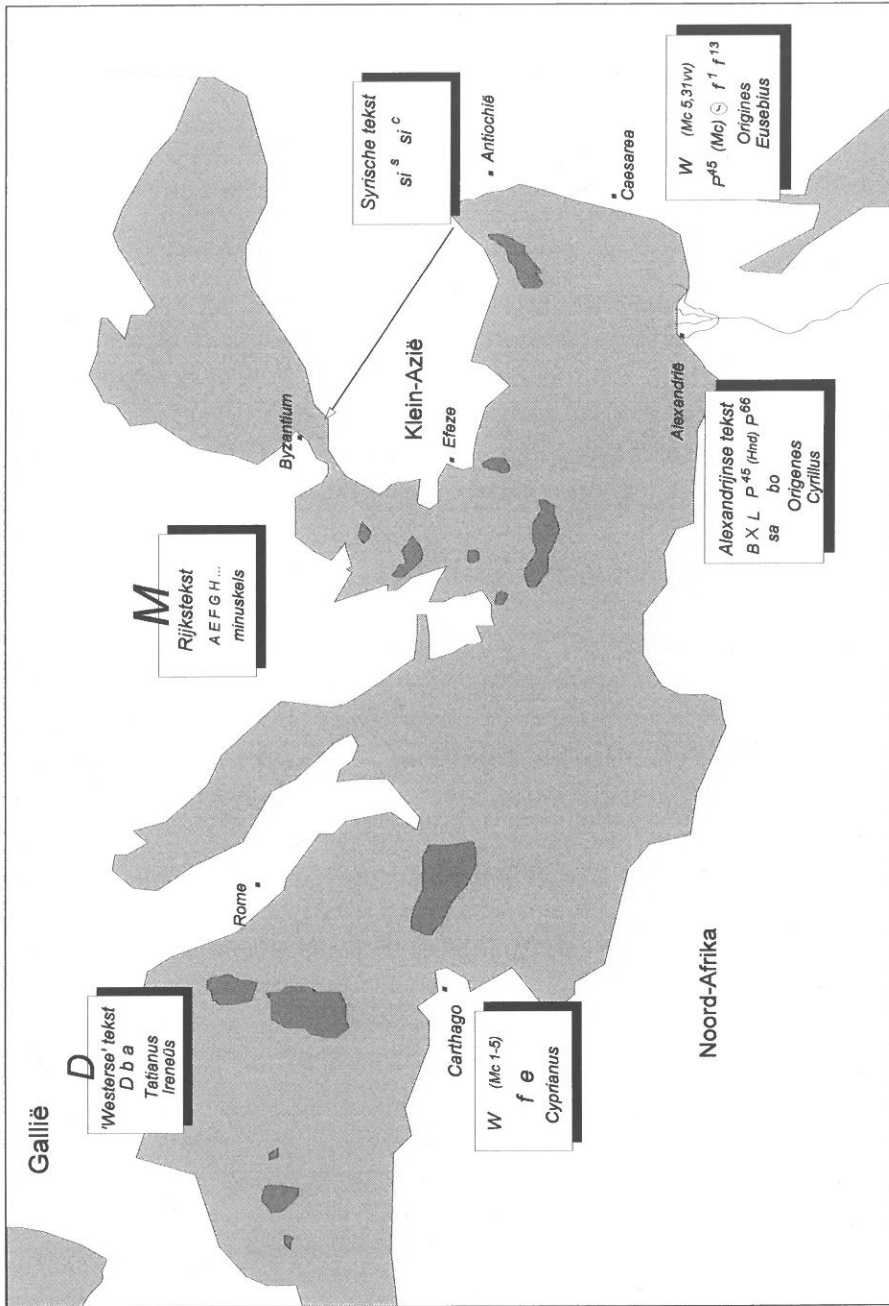 Gallië
D
'Westerse' tekst
D b a
Tatianus
Ireneüs
Rome
M
Rijkstekst
A E F G H ...
minuskels
Byzantium
Klein-Azië
Efeze
Syrische tekst
si s si c
Antiochië
Carthago
W (Mc 1-5)
f e
Cyprianus
Noord-Afrika
Alexandrië
Alexandrijnse tekst
B X L P 45 (Hnd) P 66
sa bo
Origenes
Cyrillus
Caesarea
W (Mc 5,31vv)
P 45 (Mc) Θ f 1 f 13
Origines
Eusebius